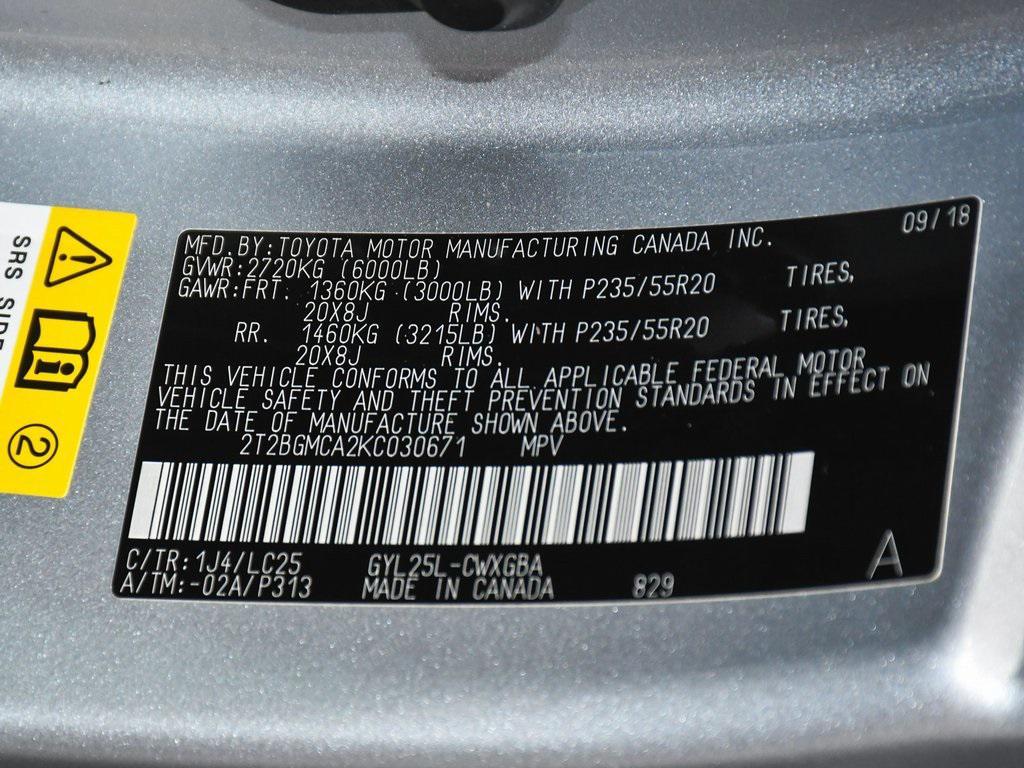 09/18
MFD.BY:TOYOTA MOTOR MANUFACTURING CANADA INC.
GVWR:2720KG (6000LB)
GAWR:FRT. 1360KG (3000LB) WITH P235/55R20 TIRES,
20X8J RIMS.
RR. 1460KG (3215LB) WITH P235/55R20 TIRES,
20X8J RIMS.
THIS VEHICLE CONFORMS TO ALL APPLICABLE FEDERAL MOTOR
VEHICLE SAFETY AND THEFT PREVENTION STANDARDS IN EFFECT ON
THE DATE OF MANUFACTURE SHOWN ABOVE.
2T2BGMCA2KC030671 MPV
C/TR:1J4/LC25 GYL25L-CWXGBA
A/TM:-02A/P313 MADE IN CANADA 829
A
SRS SIDE
2